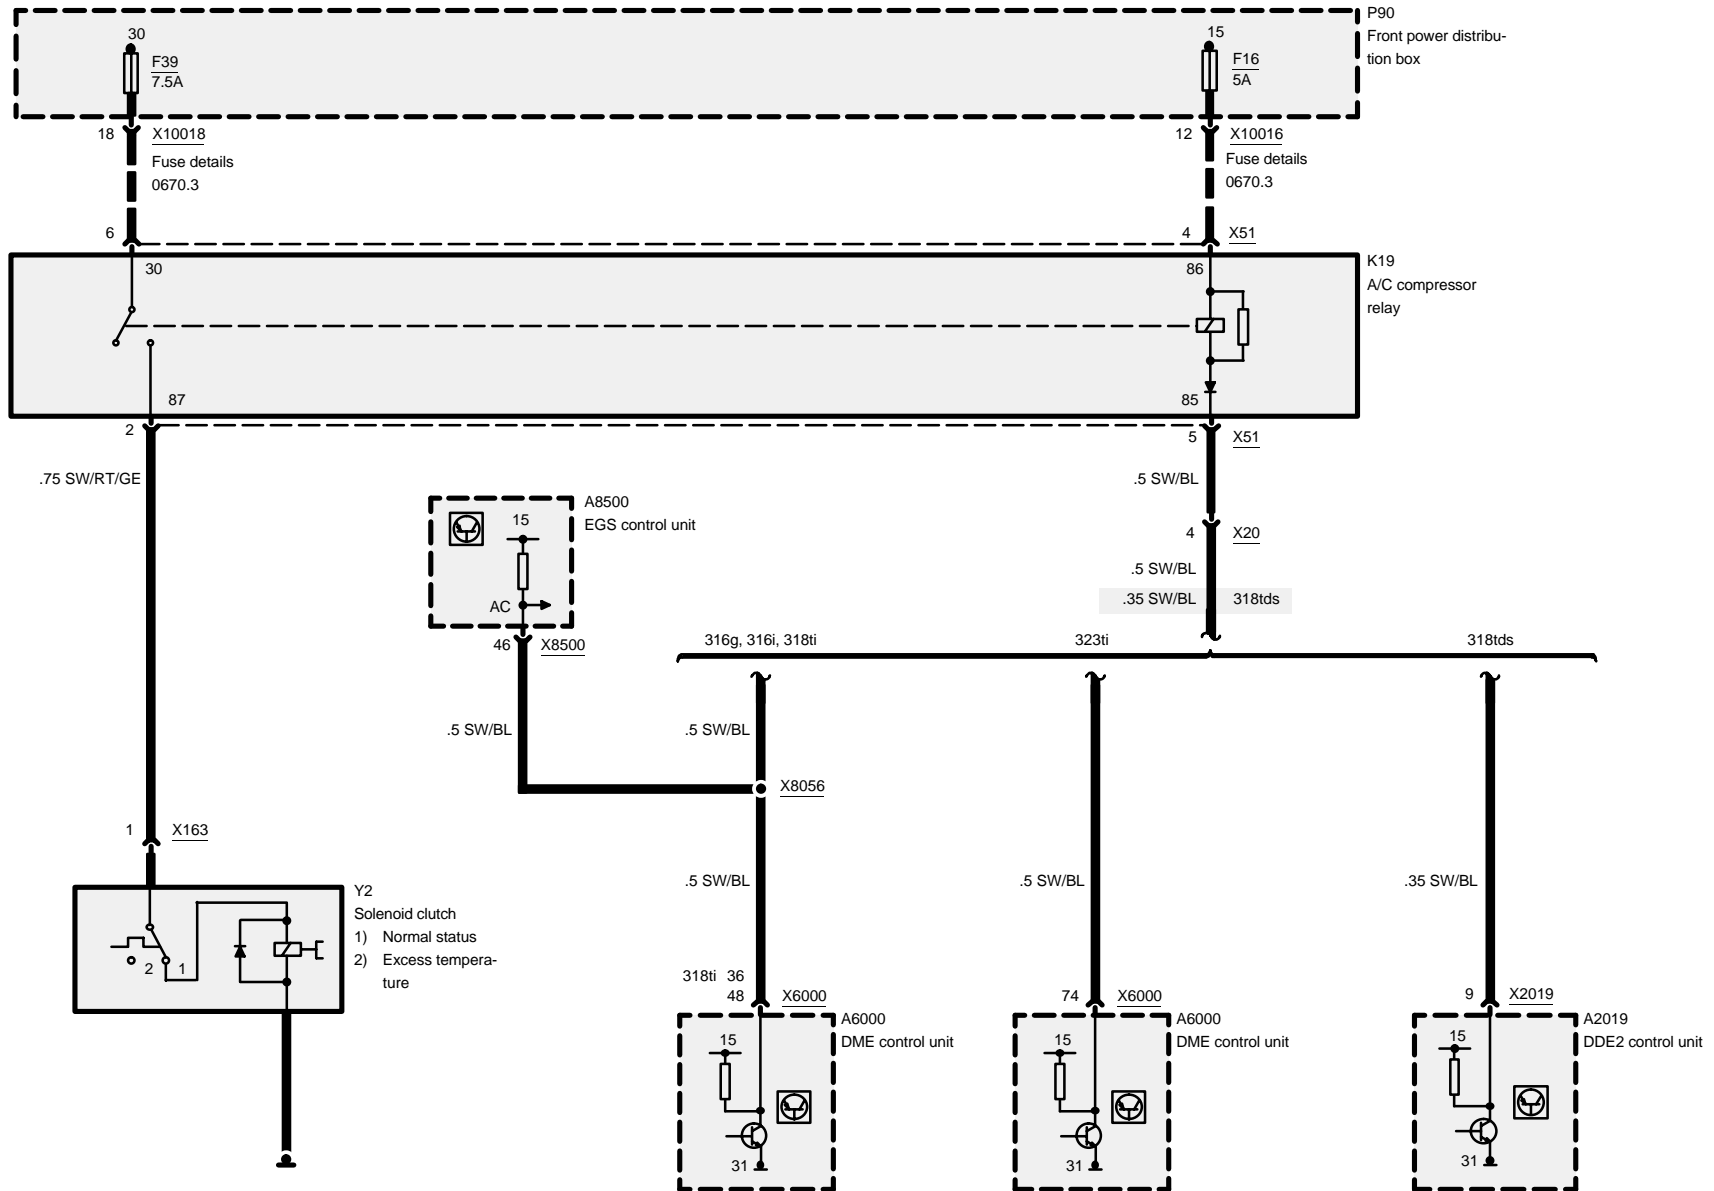 P90
Front power distribu-
tion box
30
F39
7.5A
15
F16
5A
18 X10018
Fuse details
0670.3
12 X10016
Fuse details
0670.3
6
4 X51
30
86
K19
A/C compressor
relay
87
85
2
5 X51
.75 SW/RT/GE
.5 SW/BL
A8500
EGS control unit
15
AC
46 X8500
4 X20
.5 SW/BL
.35 SW/BL 318tds
316g, 316i, 318ti
323ti
318tds
.5 SW/BL
.5 SW/BL
X8056
1 X163
.5 SW/BL
.5 SW/BL
.35 SW/BL
Y2
Solenoid clutch
1) Normal status
2) Excess tempera-
ture
2 1
318ti 36
48 X6000
74 X6000
9 X2019
A6000
DME control unit
15
31
A6000
DME control unit
15
31
A2019
DDE2 control unit
15
31